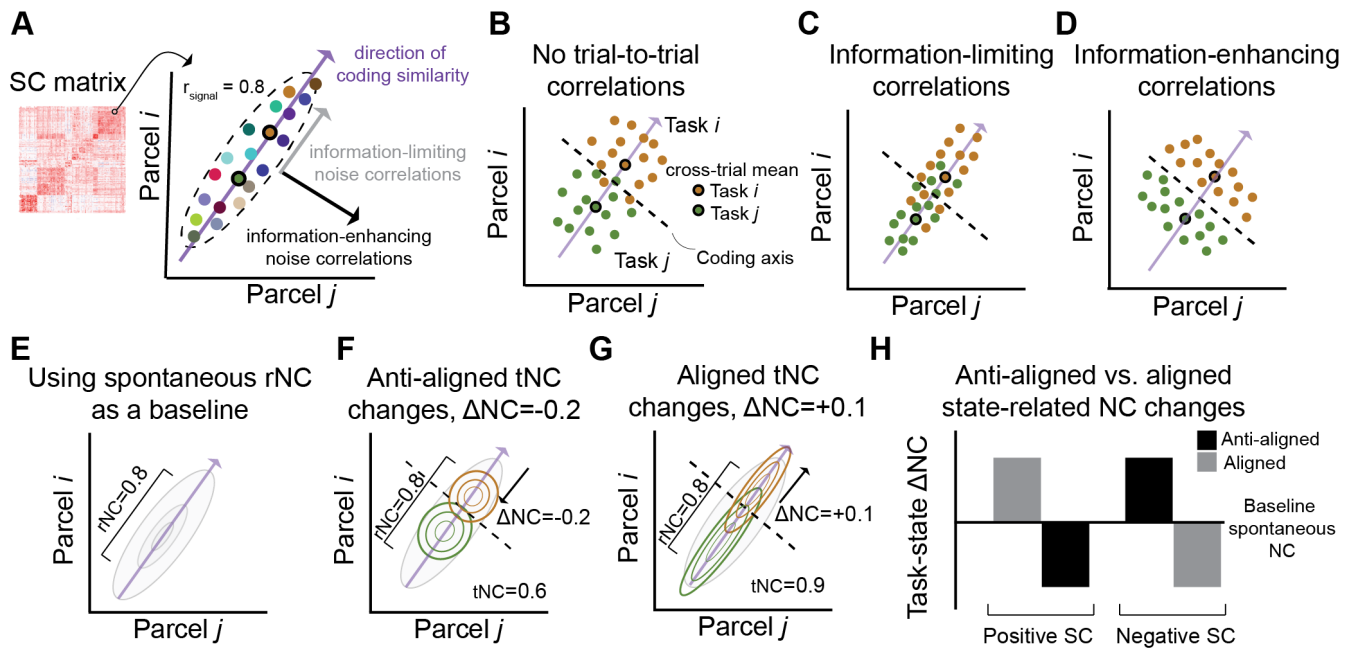 A
SC matrix
r_signal = 0.8
direction of
coding similarity
information-limiting
noise correlations
information-enhancing
noise correlations
Parcel i
Parcel j
B
No trial-to-trial
correlations
Task i
cross-trial mean
Task i
Task j
Task j
Coding axis
Parcel i
Parcel j
C
Information-limiting
correlations
Parcel i
Parcel j
D
Information-enhancing
correlations
Parcel i
Parcel j
E
Using spontaneous rNC
as a baseline
rNC=0.8
Parcel i
Parcel j
F
Anti-aligned tNC
changes, ΔNC=-0.2
rNC=0.8
ΔNC=-0.2
tNC=0.6
Parcel i
Parcel j
G
Aligned tNC
changes, ΔNC=+0.1
rNC=0.8
ΔNC=+0.1
tNC=0.9
Parcel i
Parcel j
H
Anti-aligned vs. aligned
state-related NC changes
Anti-aligned
Aligned
Baseline
spontaneous
NC
Task-state ΔNC
Positive SC
Negative SC